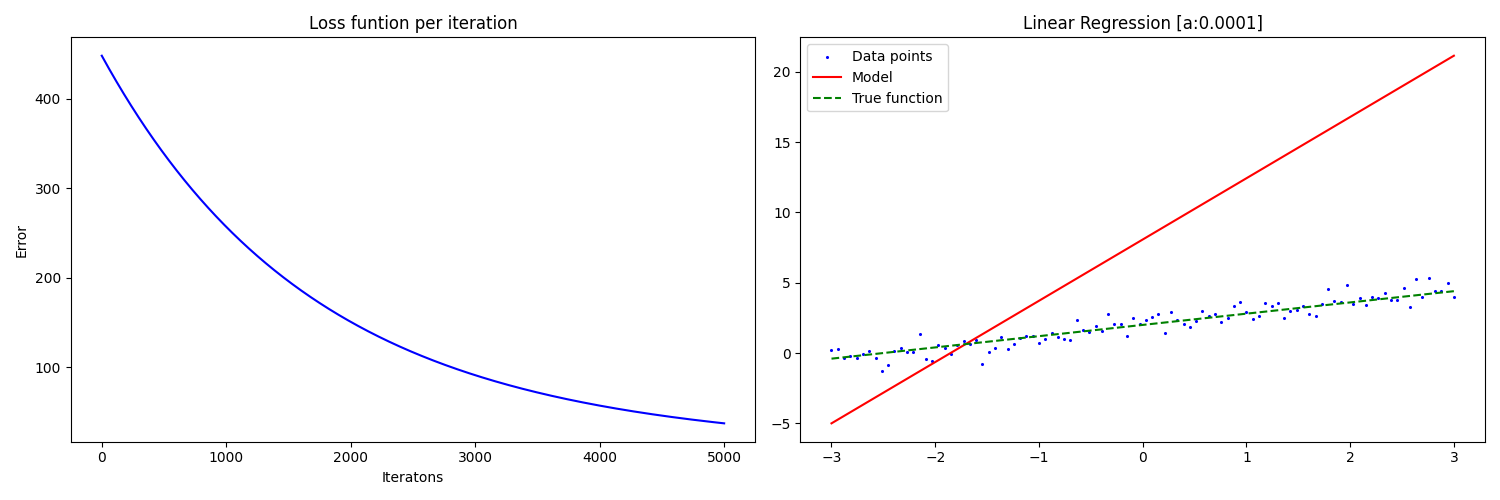 Loss funtion per iteration
Error
400
300
200
100
0 1000 2000 3000 4000 5000
Iteratons
Linear Regression [a:0.0001]
Data points
Model
True function
20
15
10
5
0
−5
−3 −2 −1 0 1 2 3